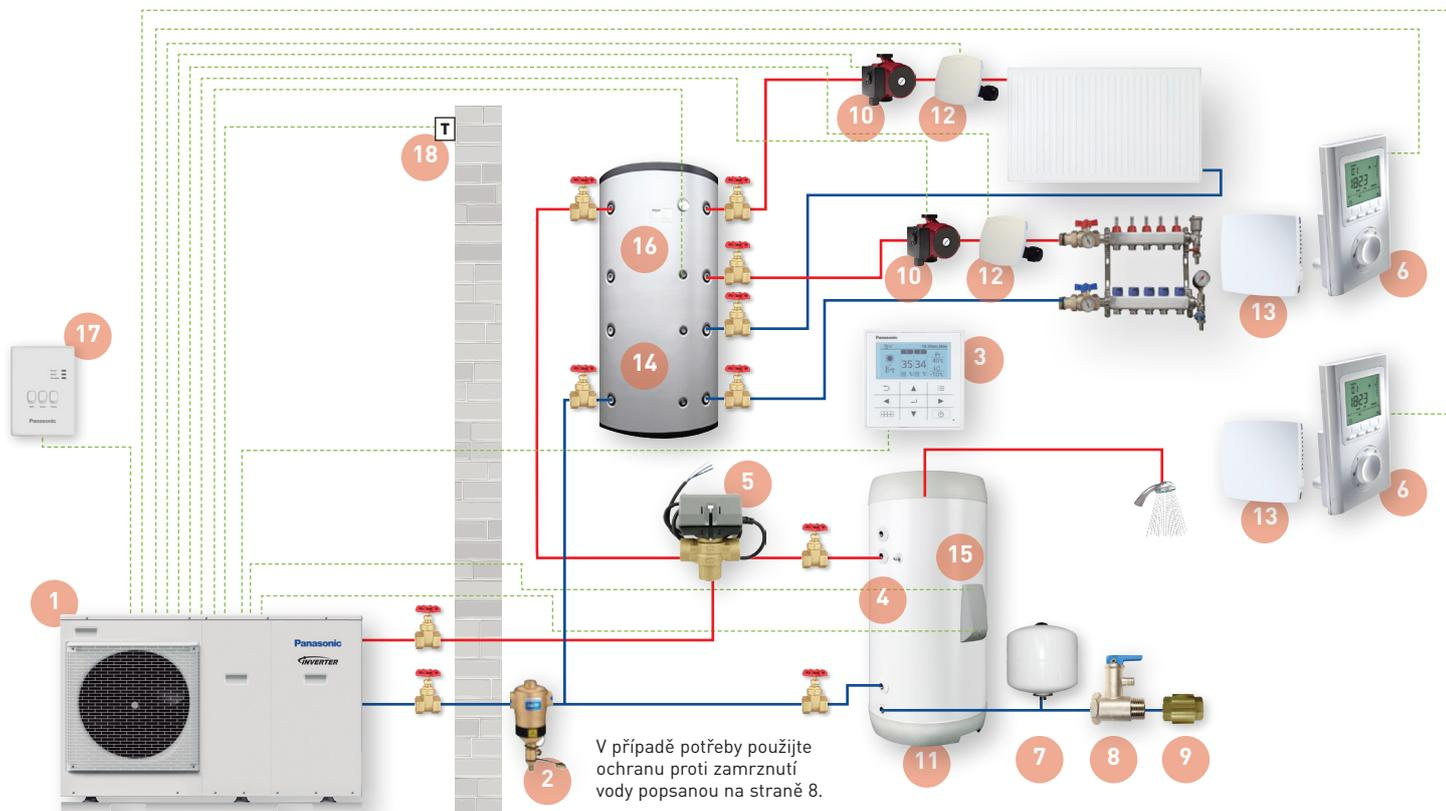 10
12
T
18
16
10
12
6
13
17
14
Panasonic
3
35 34
Panasonic
5
6
13
15
1
4
Panasonic
INVERTER
V případě potřeby použijte
ochranu proti zamrznutí
vody popsanou na straně 8.
2
11
7
8
9